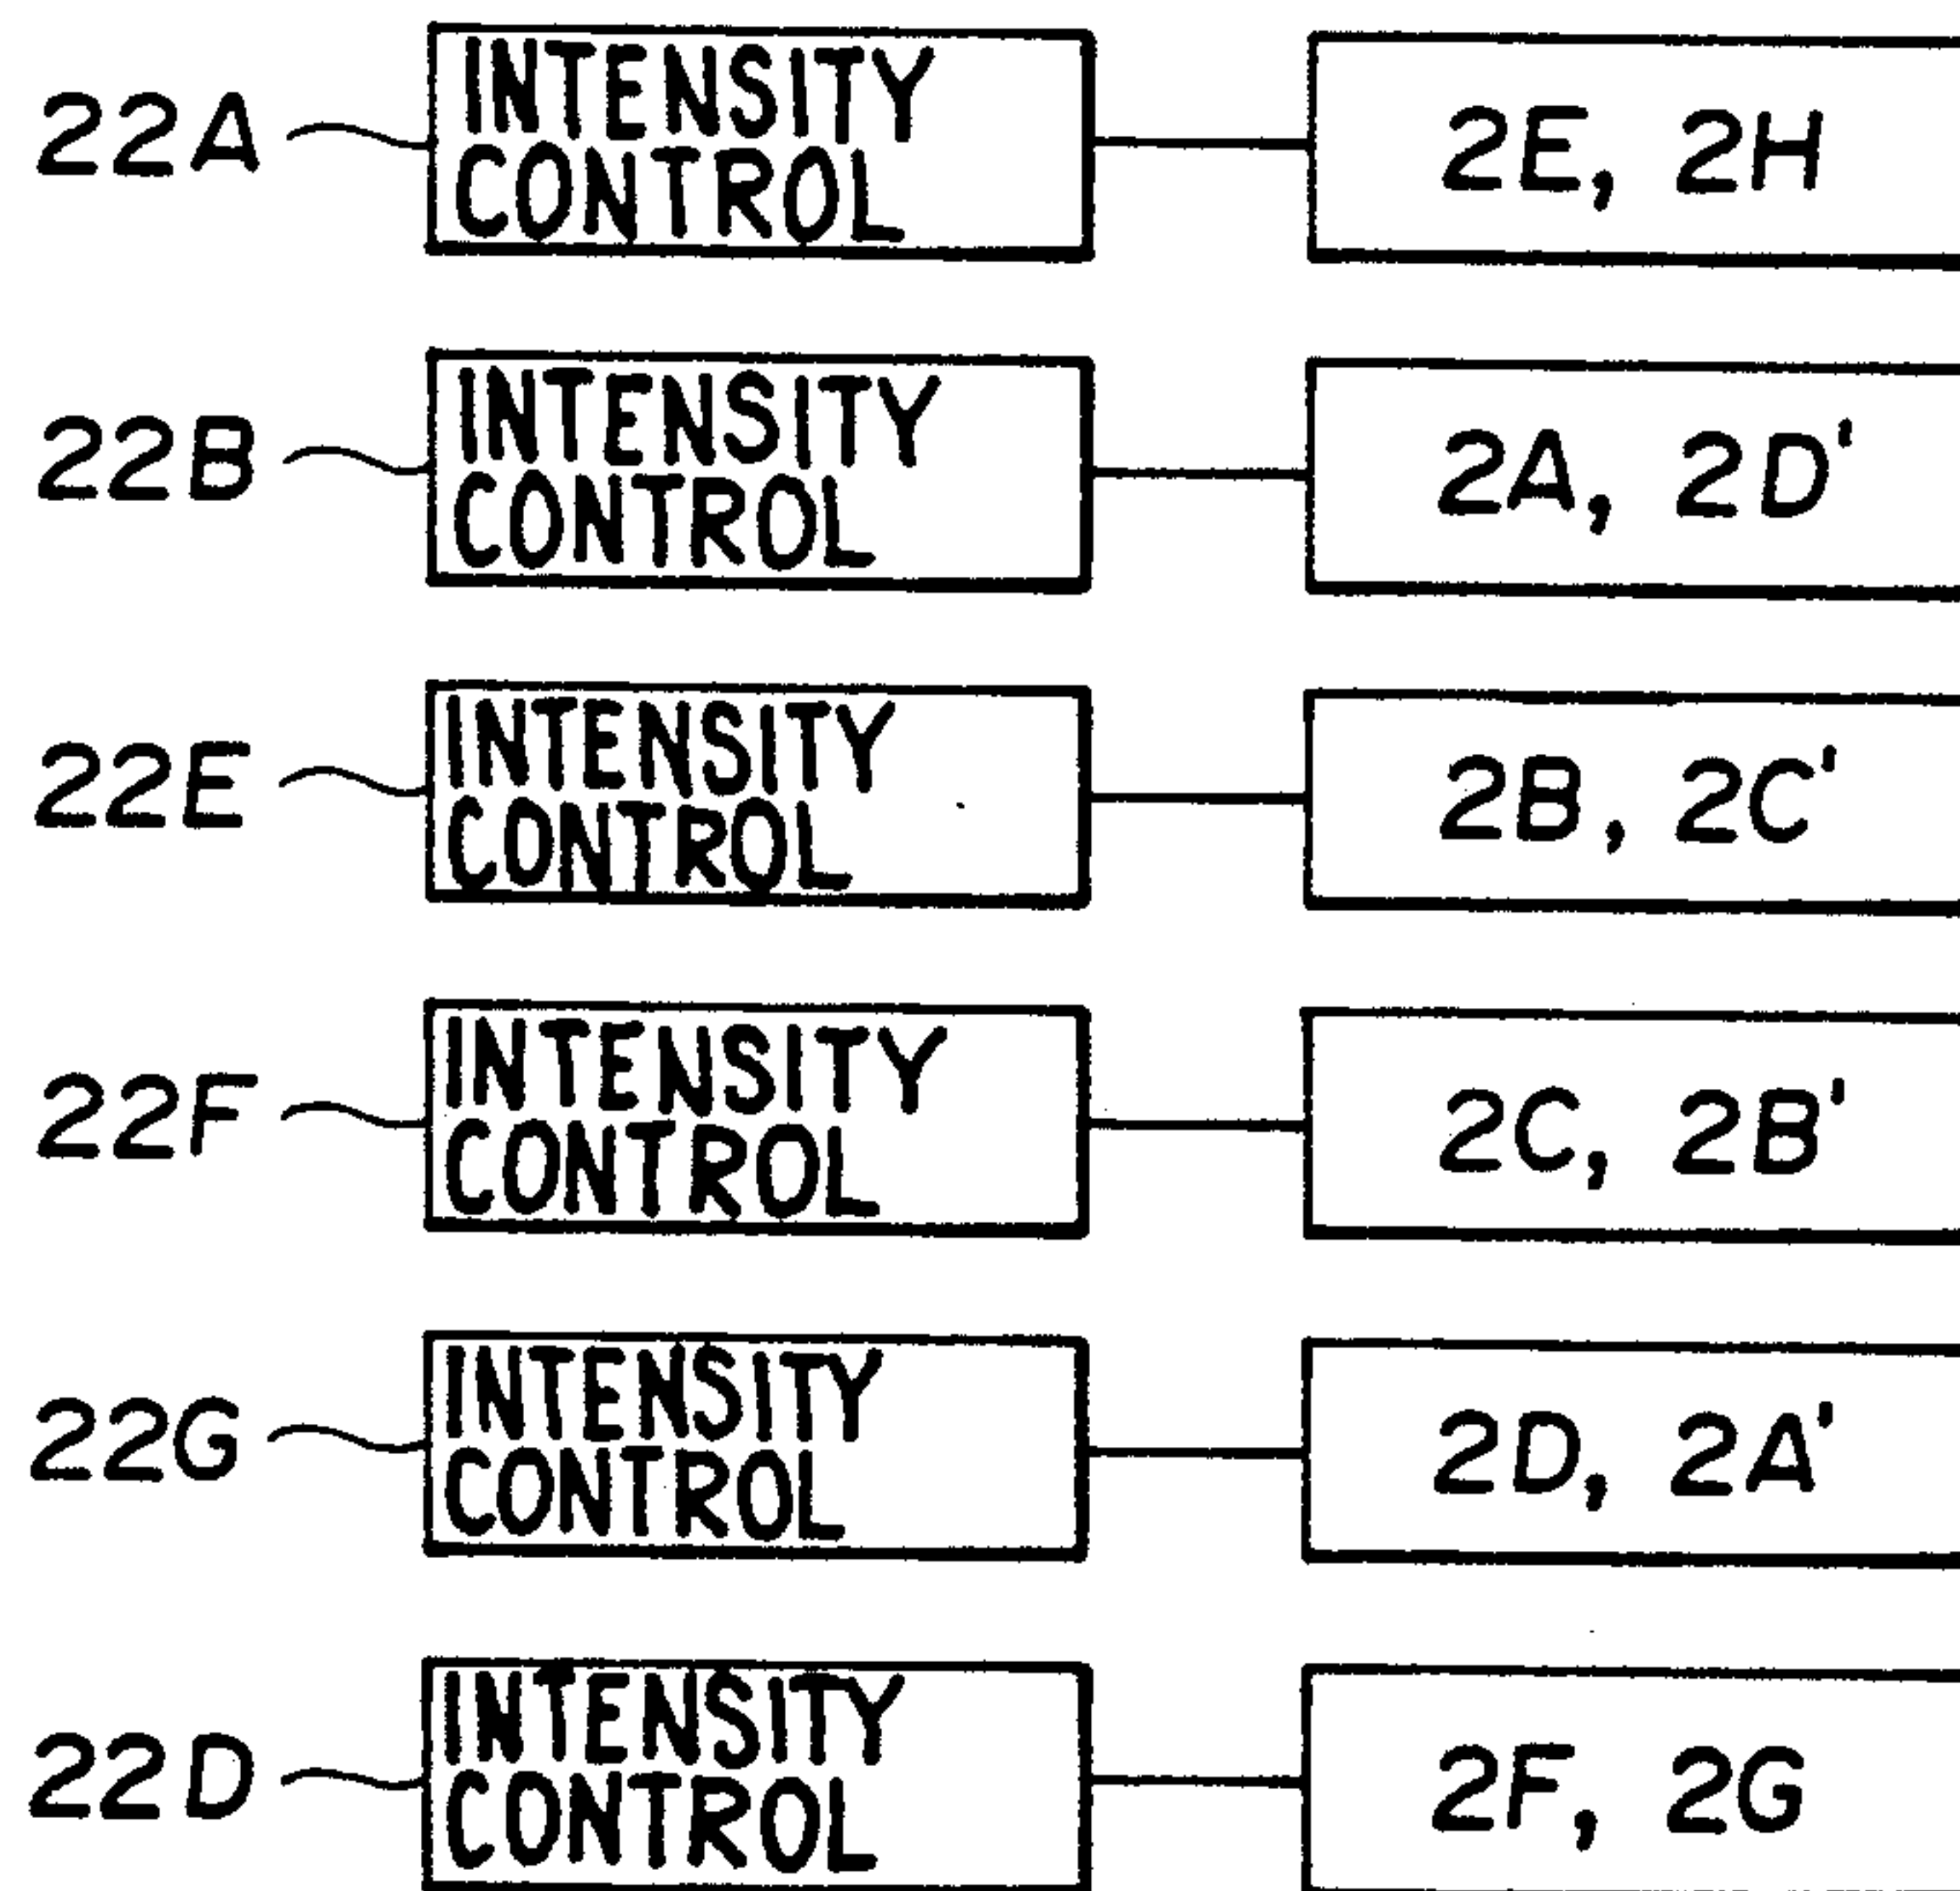 22A INTENSITY CONTROL 2E, 2H
22B INTENSITY CONTROL 2A, 2D'
22E INTENSITY CONTROL 2B, 2C'
22F INTENSITY CONTROL 2C, 2B'
22G INTENSITY CONTROL 2D, 2A'
22D INTENSITY CONTROL 2F, 2G